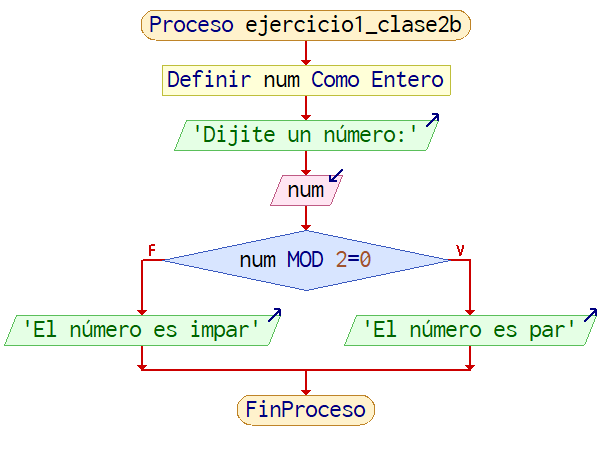 Proceso ejercicio1_clase2b
Definir num Como Entero
'Dijite un número:'
num
F
V
num MOD 2=0
'El número es impar'
'El número es par'
FinProceso